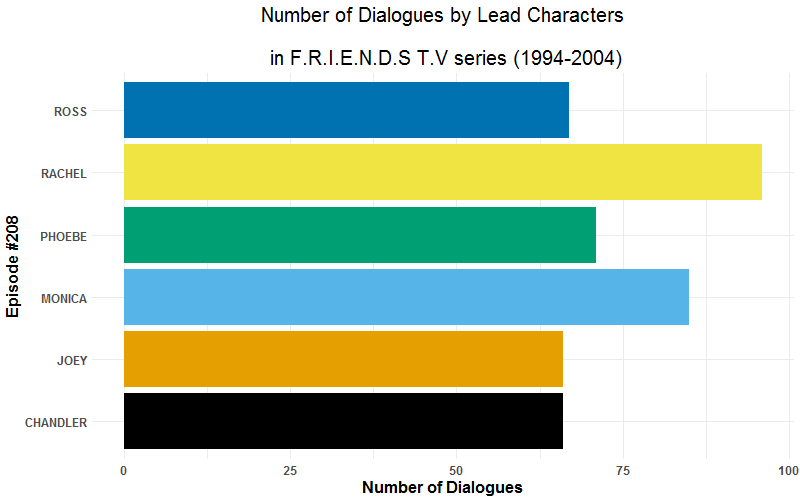 Number of Dialogues by Lead Characters
in F.R.I.E.N.D.S T.V series (1994-2004)
Episode #208
ROSS
RACHEL
PHOEBE
MONICA
JOEY
CHANDLER
0 25 50 75 100
Number of Dialogues